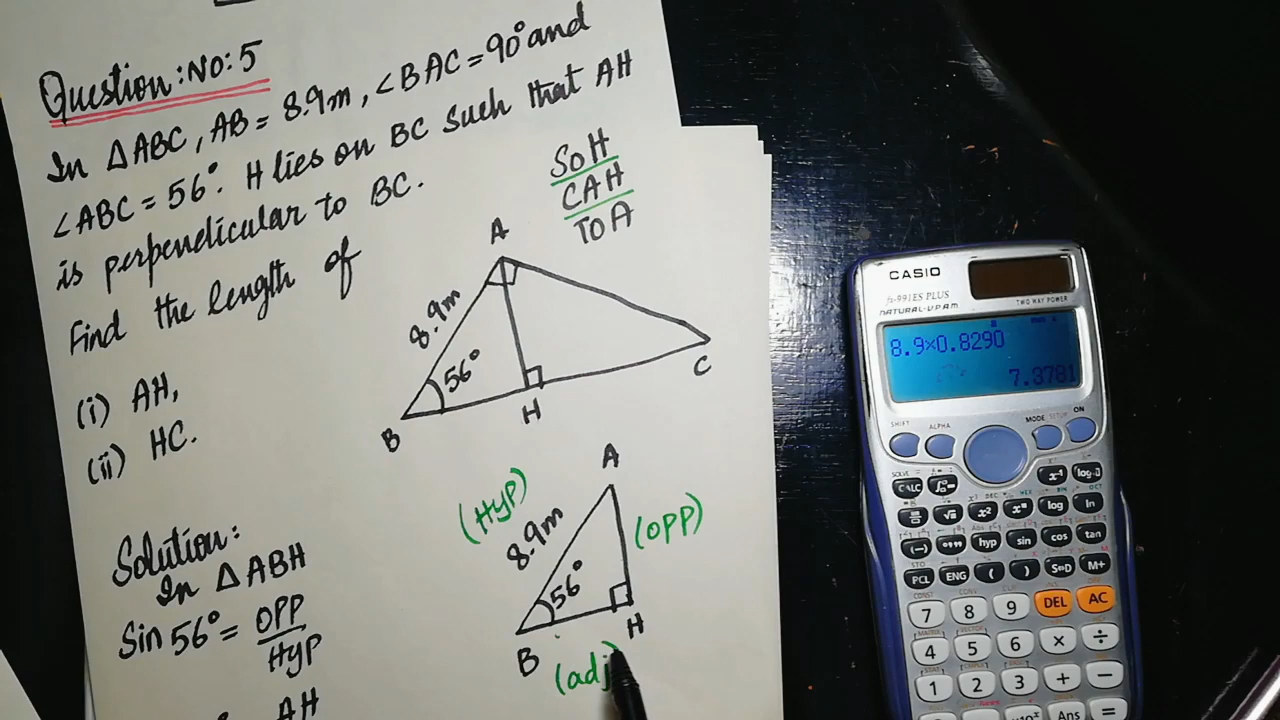 Question: No: 5
In ΔABC, AB = 8.9m, ∠BAC = 90° and
∠ABC = 56°. H lies on BC such that AH
is perpendicular to BC.
Find the length of
(i) AH,
(ii) HC.
SOH
CAH
TOA
A
8.9m
56°
B
H
C
Solution:
In ΔABH
Sin 56° = OPP
HyP
AH
A
(HyP)
8.9m
(OPP)
56°
B
H
(adj)
CASIO
fx-991ES PLUS
NATURAL-V.P.A.M.
TWO WAY POWER
8.9×0.8290
7.3781
SHIFT
ALPHA
MODE SETUP
ON
CALC
log
ln
(-)
hyp
sin
cos
tan
STO
RCL
ENG
(
)
S⇔D
M+
7
8
9
DEL
AC
4
5
6
×
÷
1
2
3
+
−
Ans
=